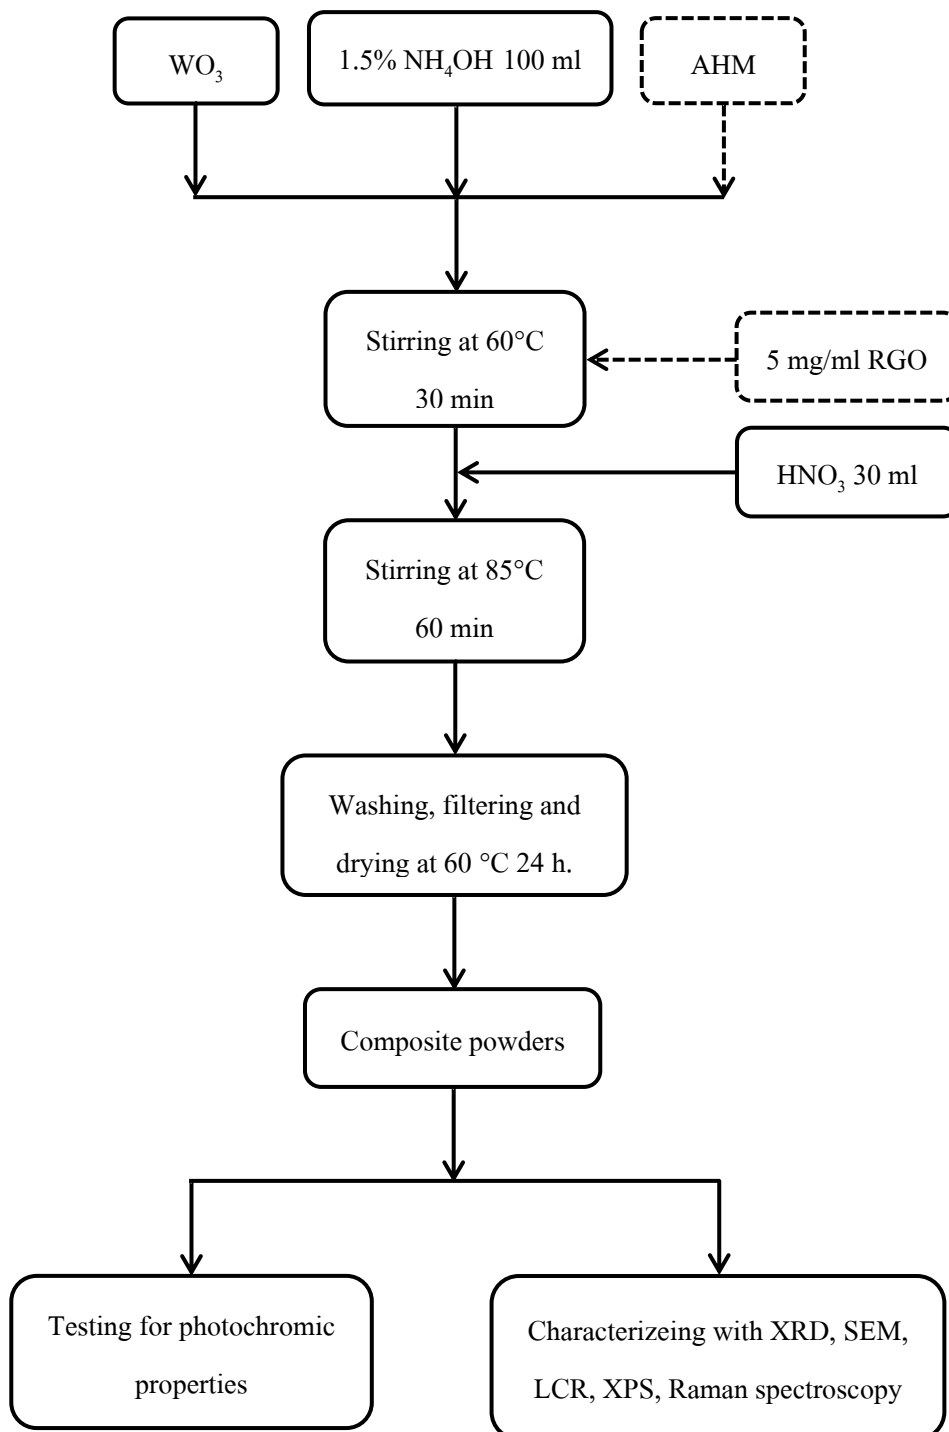 WO₃
1.5% NH₄OH 100 ml
AHM
Stirring at 60°C
30 min
5 mg/ml RGO
HNO₃ 30 ml
Stirring at 85°C
60 min
Washing, filtering and
drying at 60 °C 24 h.
Composite powders
Testing for photochromic
properties
Characterizeing with XRD, SEM,
LCR, XPS, Raman spectroscopy